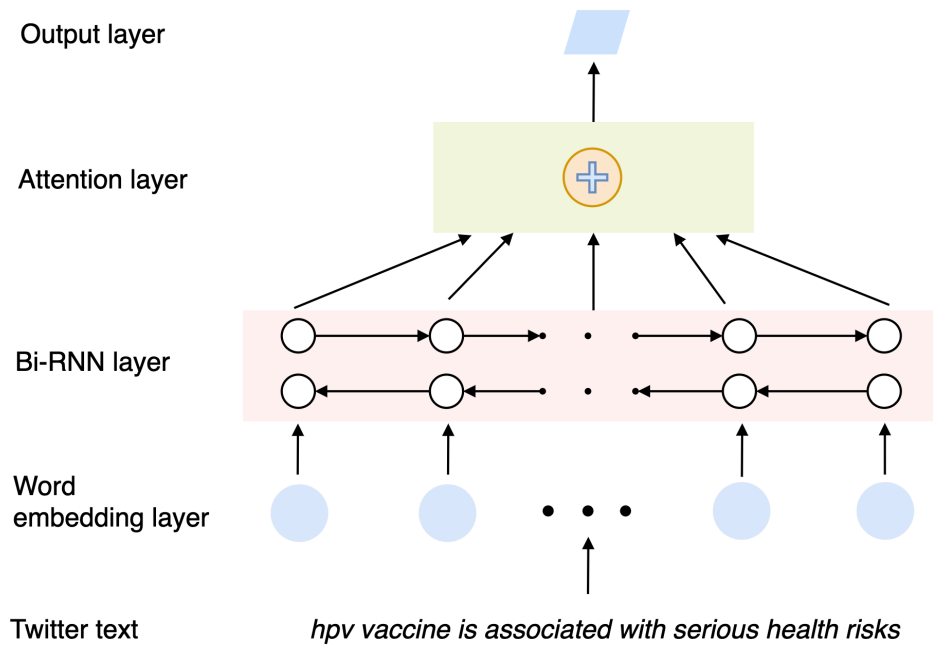 Output layer
Attention layer
Bi-RNN layer
Word
embedding layer
Twitter text
hpv vaccine is associated with serious health risks